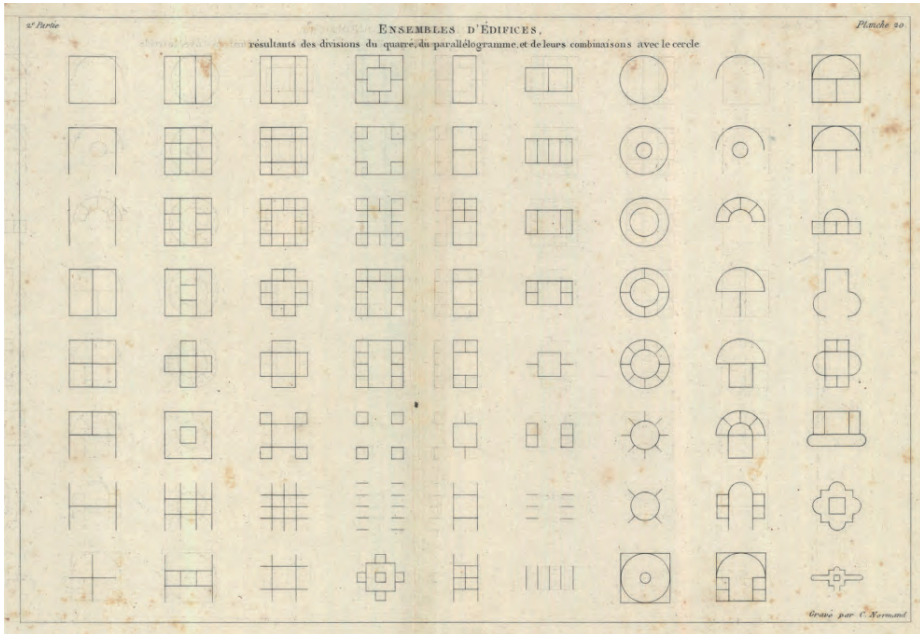 2e Partie
ENSEMBLES D'ÉDIFICES,
Planche 20
résultants des divisions du quarré, du parallélogramme, et de leurs combinaisons avec le cercle
Gravé par C. Normand